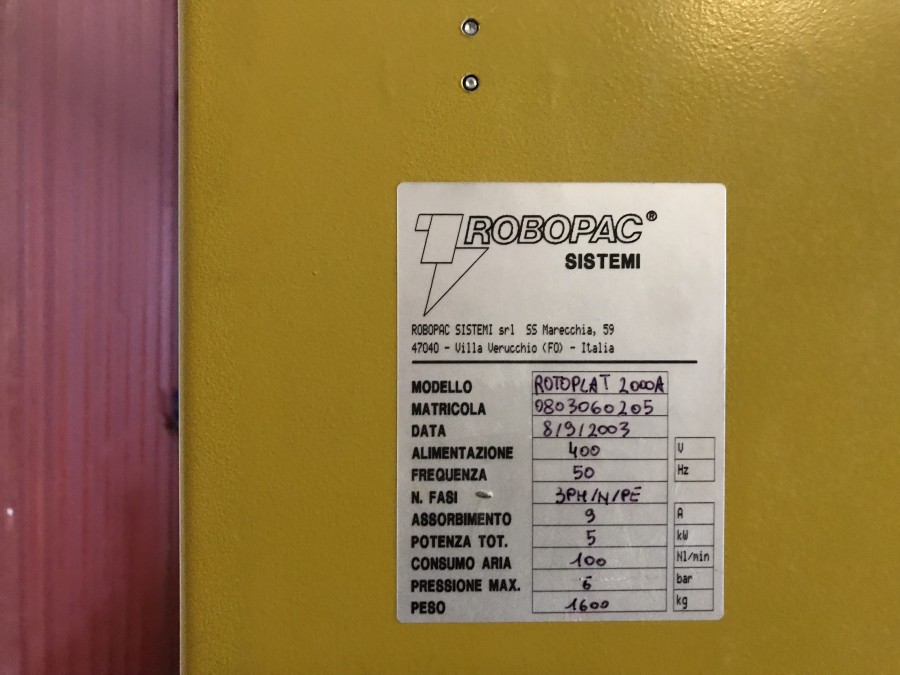 ROBOPAC®
SISTEMI
ROBOPAC SISTEMI srl SS Marecchia, 59
47040 - Villa Verucchio (FO) - Italia
MODELLO ROTOPLAT 2000A
MATRICOLA 0803060205
DATA 8/9/2003
ALIMENTAZIONE 400 V
FREQUENZA 50 Hz
N. FASI 3PH/N/PE
ASSORBIMENTO 9 A
POTENZA TOT. 5 kW
CONSUMO ARIA 100 Nl/min
PRESSIONE MAX. 6 bar
PESO 1600 kg